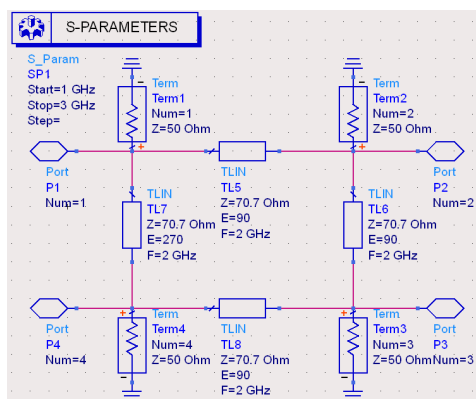 S-PARAMETERS
S_Param
SP1
Start=1 GHz
Stop=3 GHz
Step=
Term
Term1
Num=1
Z=50 Ohm
Term
Term2
Num=2
Z=50 Ohm
Port
P1
Num=1
TLIN
TL5
Z=70.7 Ohm
E=90
F=2 GHz
Port
P2
Num=2
TLIN
TL7
Z=70.7 Ohm
E=270
F=2 GHz
TLIN
TL6
Z=70.7 Ohm
E=90
F=2 GHz
Port
P4
Num=4
Term
Term4
Num=4
Z=50 Ohm
TLIN
TL8
Z=70.7 Ohm
E=90
F=2 GHz
Term
Term3
Num=3
Z=50 Ohm
Port
P3
Num=3